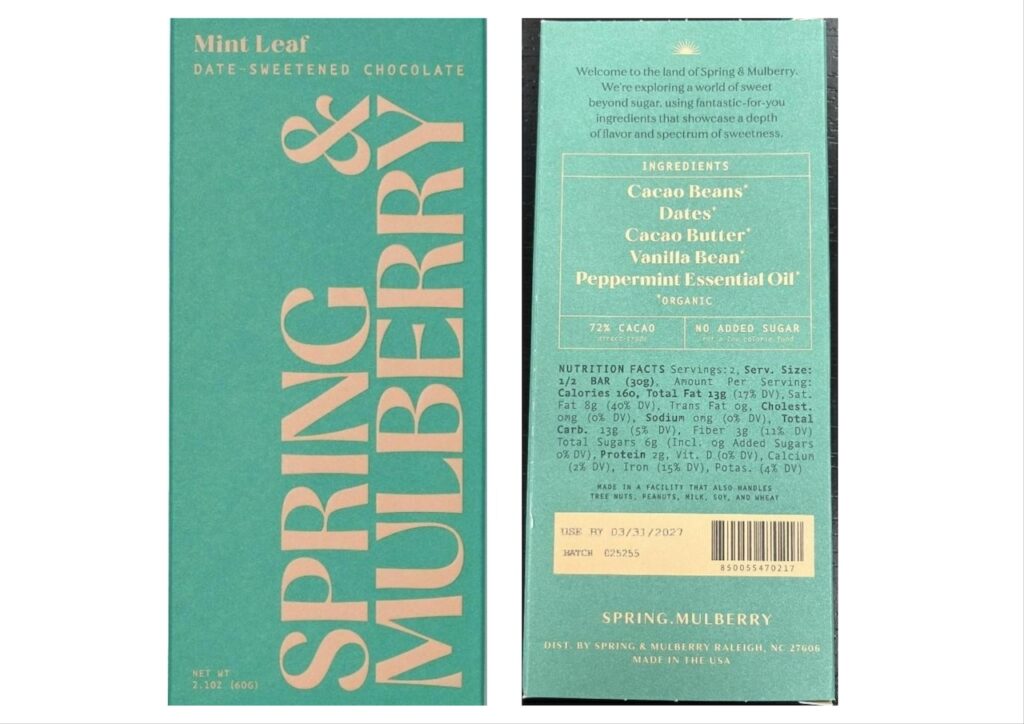 Mint Leaf
DATE-SWEETENED CHOCOLATE
SPRING &
MULBERRY
NET WT
2.1OZ (60G)
Welcome to the land of Spring & Mulberry.
We're exploring a world of sweet
beyond sugar, using fantastic-for-you
ingredients that showcase a depth
of flavor and spectrum of sweetness.
INGREDIENTS
Cacao Beans*
Dates*
Cacao Butter*
Vanilla Bean*
Peppermint Essential Oil*
*ORGANIC
72% CACAO
direct trade
NO ADDED SUGAR
not a low calorie food
NUTRITION FACTS Servings: 2, Serv. Size:
1/2 BAR (30g), Amount Per Serving:
Calories 160, Total Fat 13g (17% DV), Sat.
Fat 8g (40% DV), Trans Fat 0g, Cholest.
0mg (0% DV), Sodium 0mg (0% DV), Total
Carb. 13g (5% DV), Fiber 3g (11% DV)
Total Sugars 6g (Incl. 0g Added Sugars
0% DV), Protein 2g, Vit. D (0% DV), Calcium
(2% DV), Iron (15% DV), Potas. (4% DV)
MADE IN A FACILITY THAT ALSO HANDLES
TREE NUTS, PEANUTS, MILK, SOY, AND WHEAT
USE BY 03/31/2027
BATCH 025255
850055470217
SPRING.MULBERRY
DIST. BY SPRING & MULBERRY RALEIGH, NC 27606
MADE IN THE USA